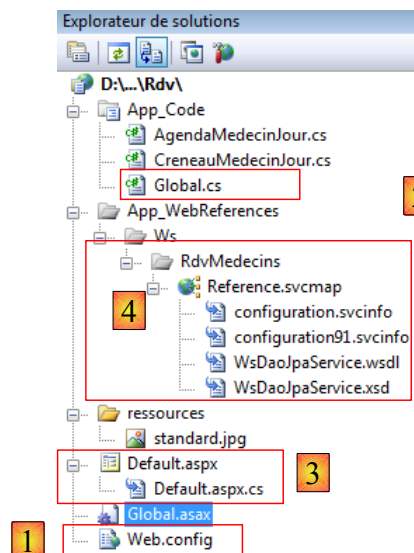 Explorateur de solutions
D:\...\Rdv\
App_Code
AgendaMedecinJour.cs
CreneauMedecinJour.cs
Global.cs
App_WebReferences
Ws
RdvMedecins
Reference.svcmap
4
configuration.svcinfo
configuration91.svcinfo
WsDaoJpaService.wsdl
WsDaoJpaService.xsd
ressources
standard.jpg
Default.aspx
3
Default.aspx.cs
Global.asax
1
Web.config